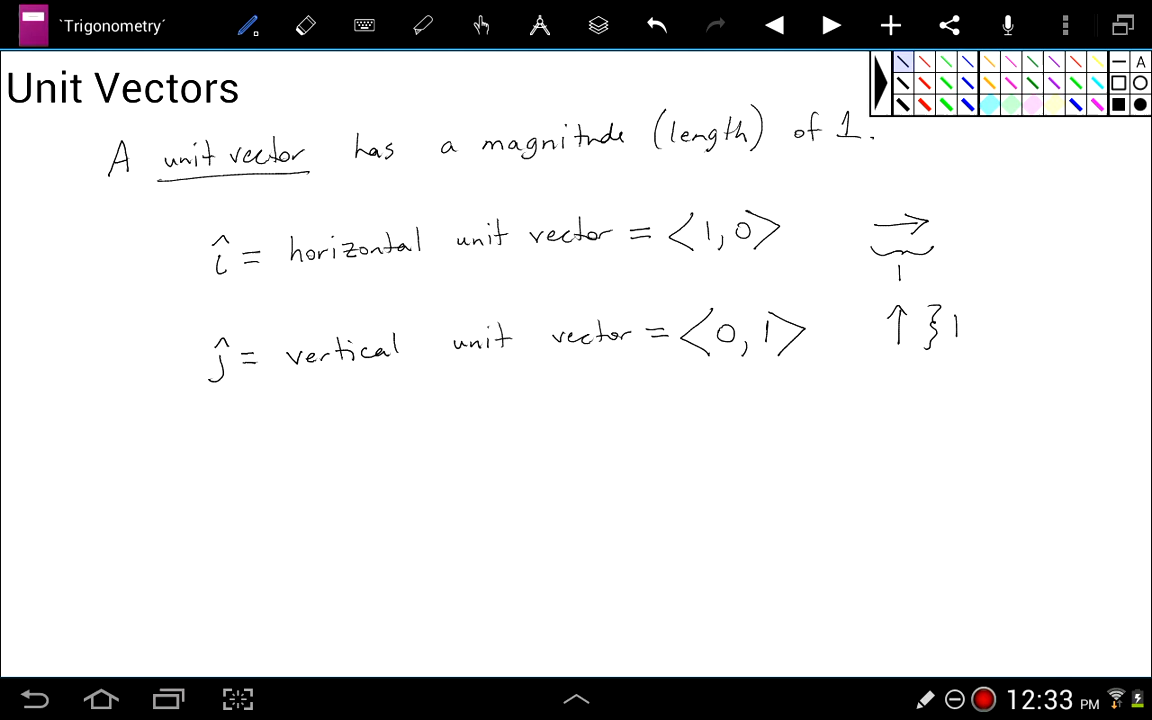 `Trigonometry´
A
Unit Vectors
A unit vector has a magnitude (length) of 1.
î = horizontal unit vector = <1, 0>
1
ĵ = vertical unit vector = <0, 1> ↑ } 1
12:33 PM